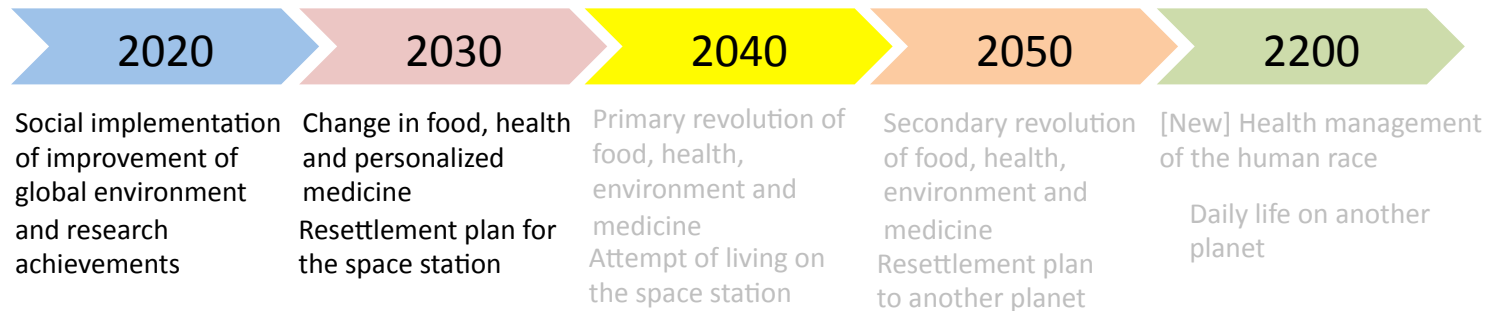 2020
2030
2040
2050
2200
Social implementation
of improvement of
global environment
and research
achievements
Change in food, health
and personalized
medicine
Resettlement plan for
the space station
Primary revolution of
food, health,
environment and
medicine
Attempt of living on
the space station
Secondary revolution
of food, health,
environment and
medicine
Resettlement plan
to another planet
[New] Health management
of the human race
Daily life on another
planet